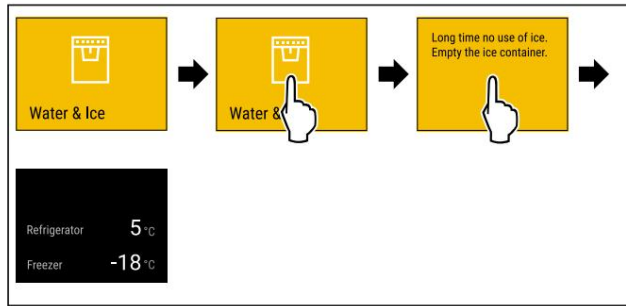 Water & Ice
Water &
Long time no use of ice.
Empty the ice container.
Refrigerator 5 °C
Freezer -18 °C